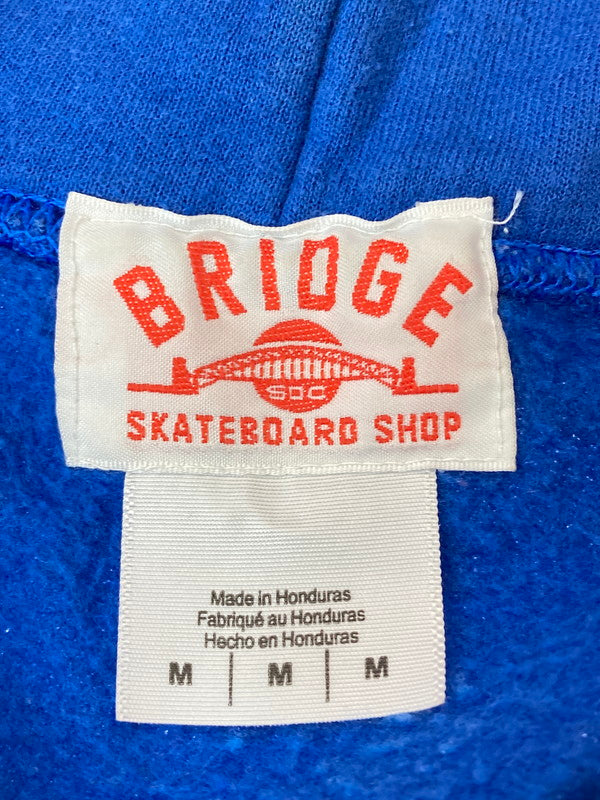 BRIDGE
SDC
SKATEBOARD SHOP
Made in Honduras
Fabriqué au Honduras
Hecho en Honduras
M | M | M